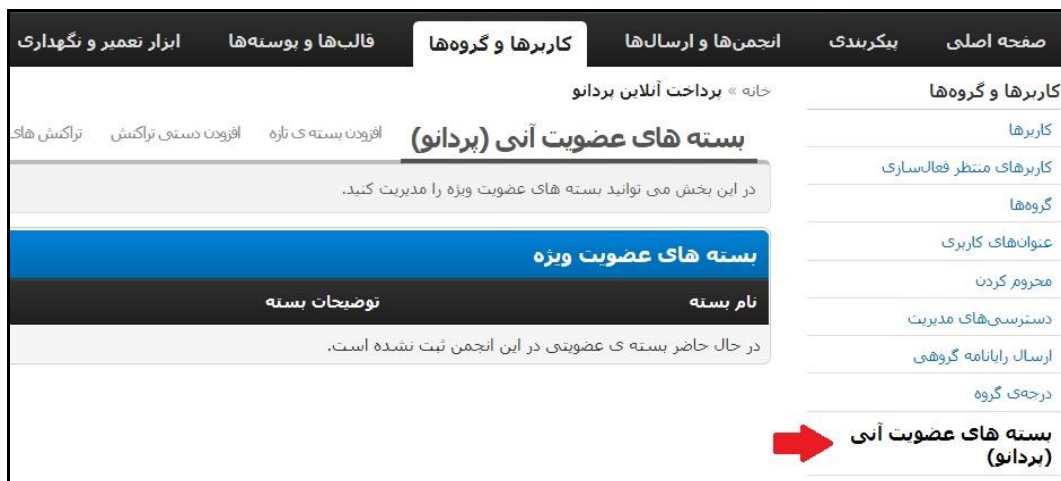 صفحه اصلی پیکربندی انجمن‌ها و ارسال‌ها کاربرها و گروه‌ها قالب‌ها و پوسته‌ها ابزار تعمیر و نگهداری
کاربرها و گروه‌ها
کاربرها
کاربرهای منتظر فعال‌سازی
گروه‌ها
عنوان‌های کاربری
محروم کردن
دسترسی‌های مدیریت
ارسال رایانامه گروهی
درجه‌ی گروه
بسته های عضویت آنی
(پردانو)
خانه » پرداخت آنلاین پردانو
بسته های عضویت آنی (پردانو) افزودن بسته ی تازه افزودن دستی تراکنش تراکنش های
در این بخش می توانید بسته های عضویت ویژه را مدیریت کنید.
بسته های عضویت ویژه
نام بسته توضیحات بسته
در حال حاضر بسته ی عضویتی در این انجمن ثبت نشده است.